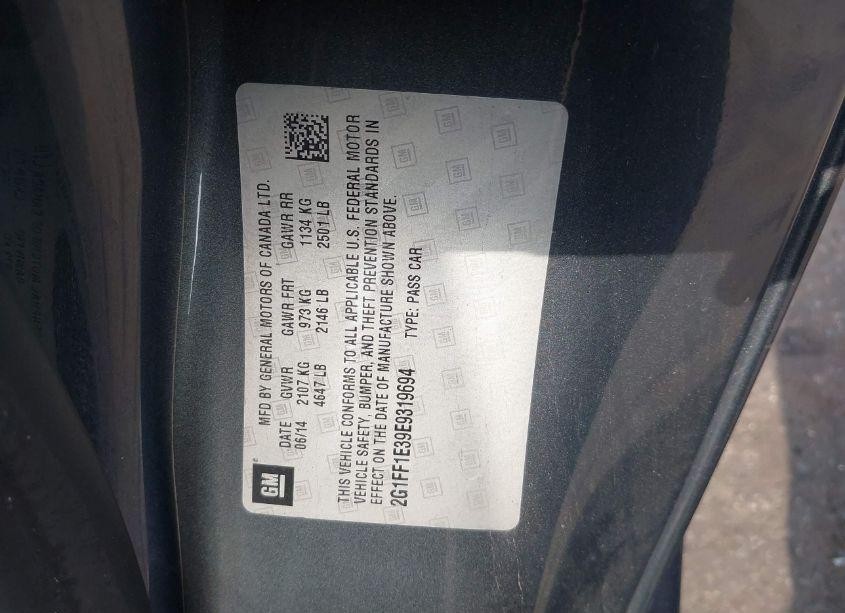 GM
MFD BY GENERAL MOTORS OF CANADA LTD.
DATE GVWR GAWR FRT GAWR RR
06/14 2107 KG 973 KG 1134 KG
4647 LB 2146 LB 2501 LB
THIS VEHICLE CONFORMS TO ALL APPLICABLE U.S. FEDERAL MOTOR
VEHICLE SAFETY, BUMPER, AND THEFT PREVENTION STANDARDS IN
EFFECT ON THE DATE OF MANUFACTURE SHOWN ABOVE.
2G1FF1E39E9319694 TYPE: PASS CAR